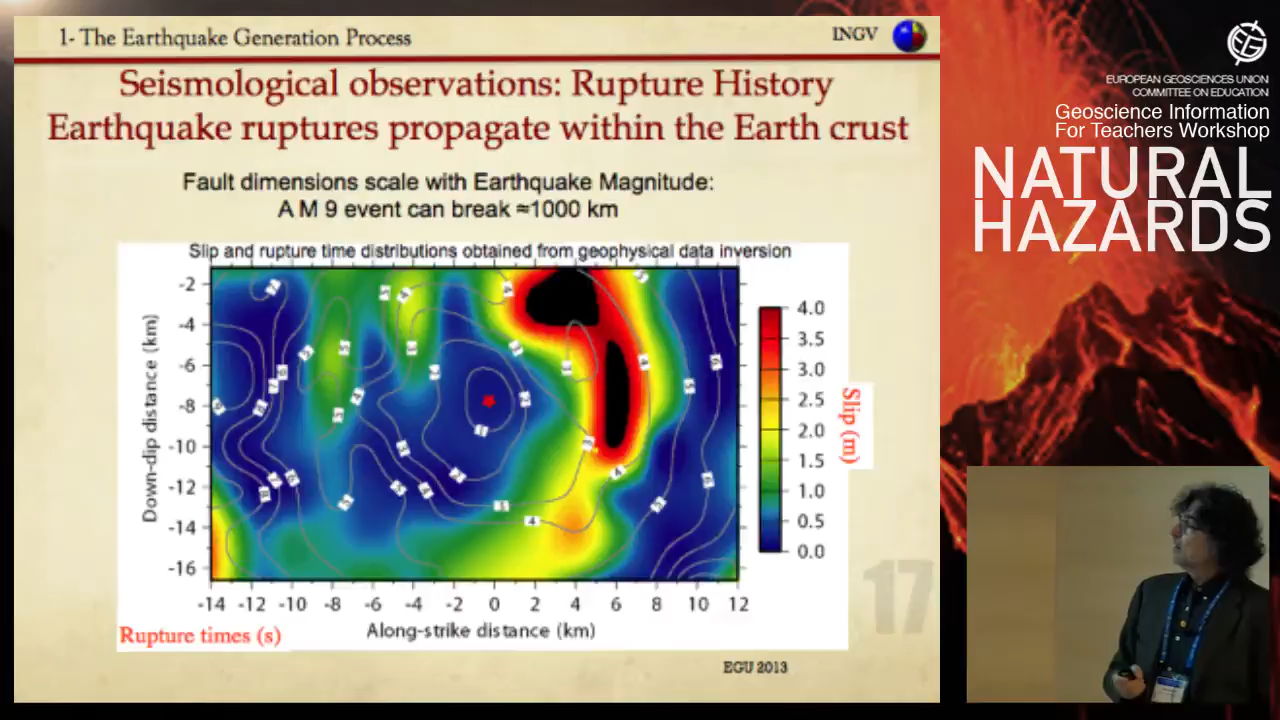 1- The Earthquake Generation Process
INGV
Seismological observations: Rupture History
Earthquake ruptures propagate within the Earth crust
Fault dimensions scale with Earthquake Magnitude:
A M 9 event can break ≈1000 km
Slip and rupture time distributions obtained from geophysical data inversion
Down-dip distance (km)
-2
-4
-6
-8
-10
-12
-14
-16
-14 -12 -10 -8 -6 -4 -2 0 2 4 6 8 10 12
Along-strike distance (km)
Rupture times (s)
4.0
3.5
3.0
2.5
2.0
1.5
1.0
0.5
0.0
Slip (m)
17
EGU 2013
EGU
EUROPEAN GEOSCIENCES UNION
COMMITTEE ON EDUCATION
Geoscience Information
For Teachers Workshop
NATURAL
HAZARDS